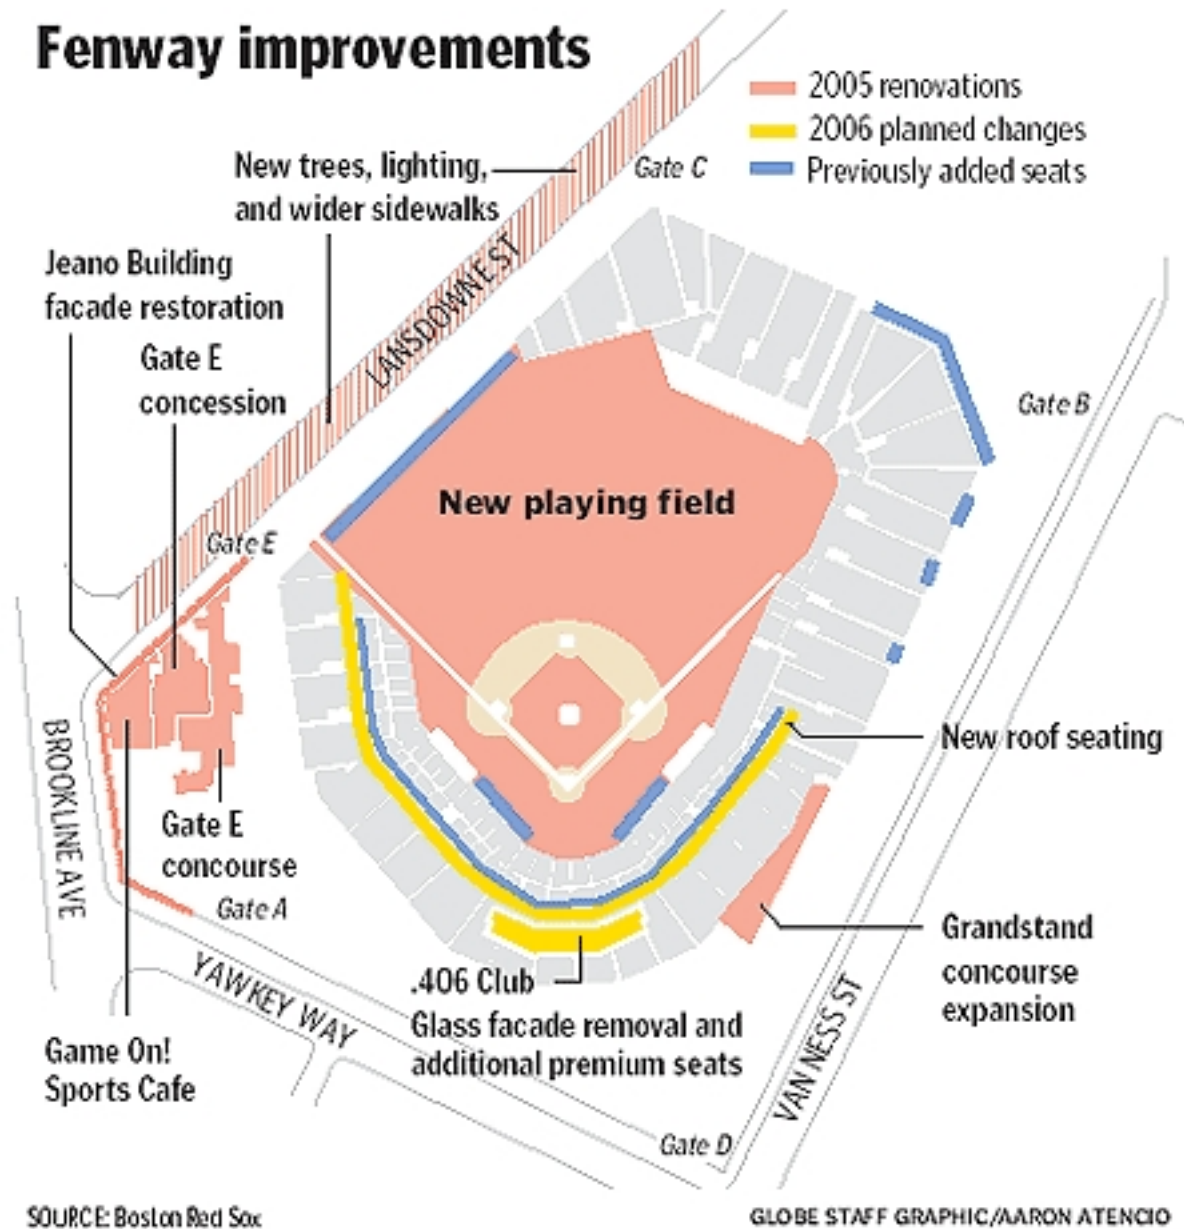 Fenway improvements
2005 renovations
2006 planned changes
Previously added seats
New trees, lighting,
and wider sidewalks
Gate C
LANSDOWNE ST
Jeano Building
facade restoration
Gate E
concession
Gate B
New playing field
Gate E
BROOKLINE AVE
New roof seating
Gate E
concourse
Gate A
YAWKEY WAY
.406 Club
Glass facade removal and
additional premium seats
Grandstand
concourse
expansion
VAN NESS ST
Game On!
Sports Cafe
Gate D
SOURCE: Boston Red Sox
GLOBE STAFF GRAPHIC/AARON ATENCIO